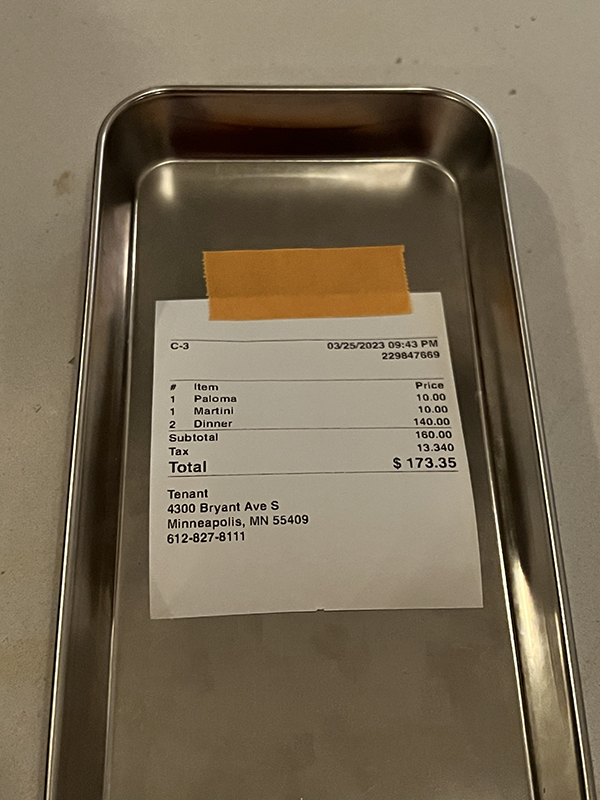 C-3 03/25/2023 09:43 PM
229847669
# Item Price
1 Paloma 10.00
1 Martini 10.00
2 Dinner 140.00
Subtotal 160.00
Tax 13.340
Total $ 173.35
Tenant
4300 Bryant Ave S
Minneapolis, MN 55409
612-827-8111